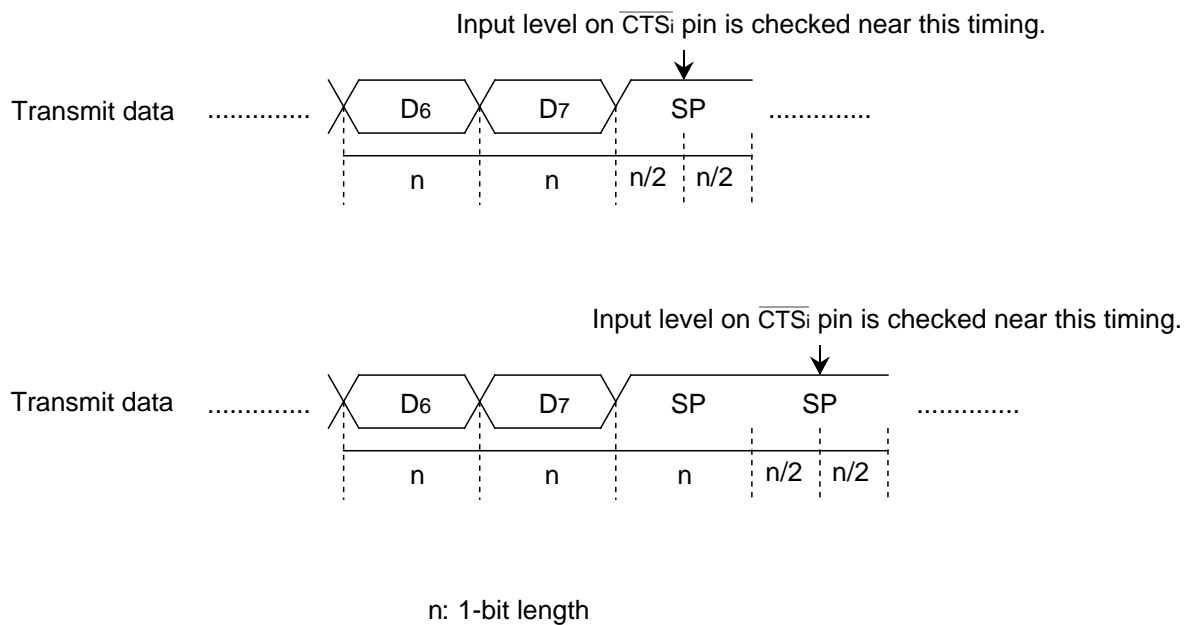 Input level on CTSi pin is checked near this timing.
Transmit data .............. D6 D7 SP ..............
n n n/2 n/2
Input level on CTSi pin is checked near this timing.
Transmit data .............. D6 D7 SP SP ..............
n n n n/2 n/2
n: 1-bit length